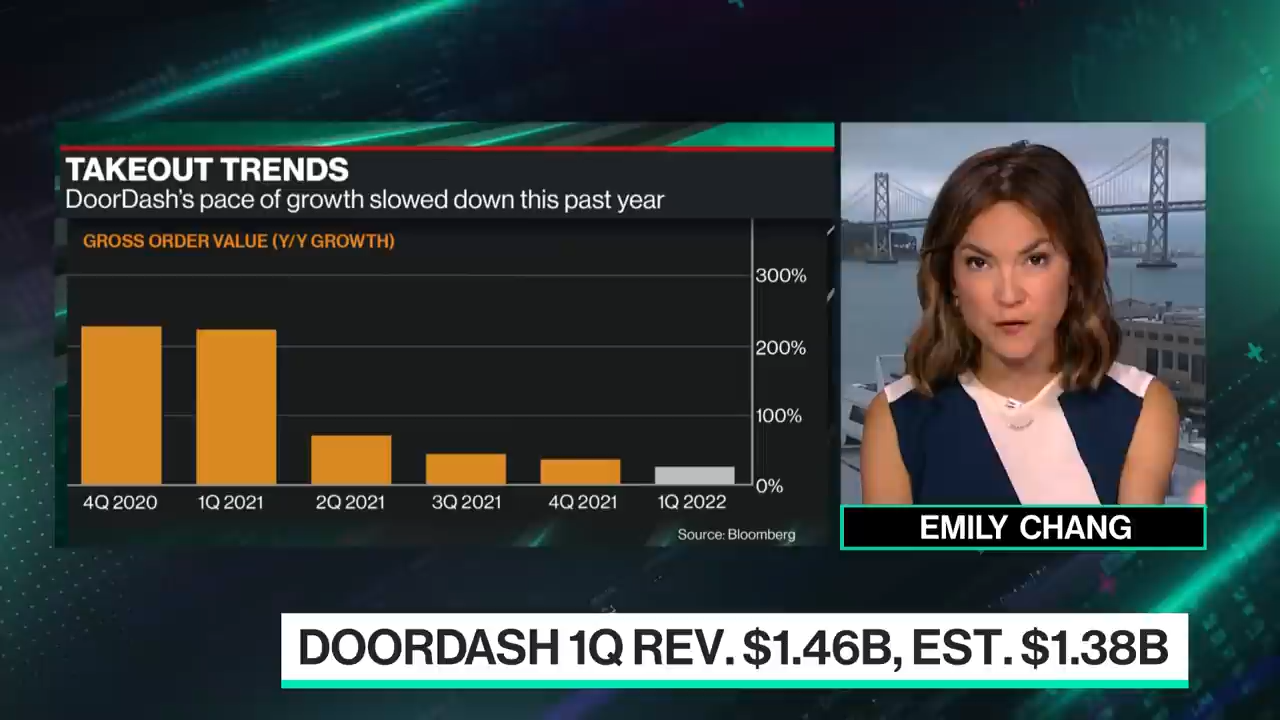 TAKEOUT TRENDS
DoorDash's pace of growth slowed down this past year
GROSS ORDER VALUE (Y/Y GROWTH)
300%
200%
100%
0%
4Q 2020 1Q 2021 2Q 2021 3Q 2021 4Q 2021 1Q 2022
Source: Bloomberg
EMILY CHANG
DOORDASH 1Q REV. $1.46B, EST. $1.38B